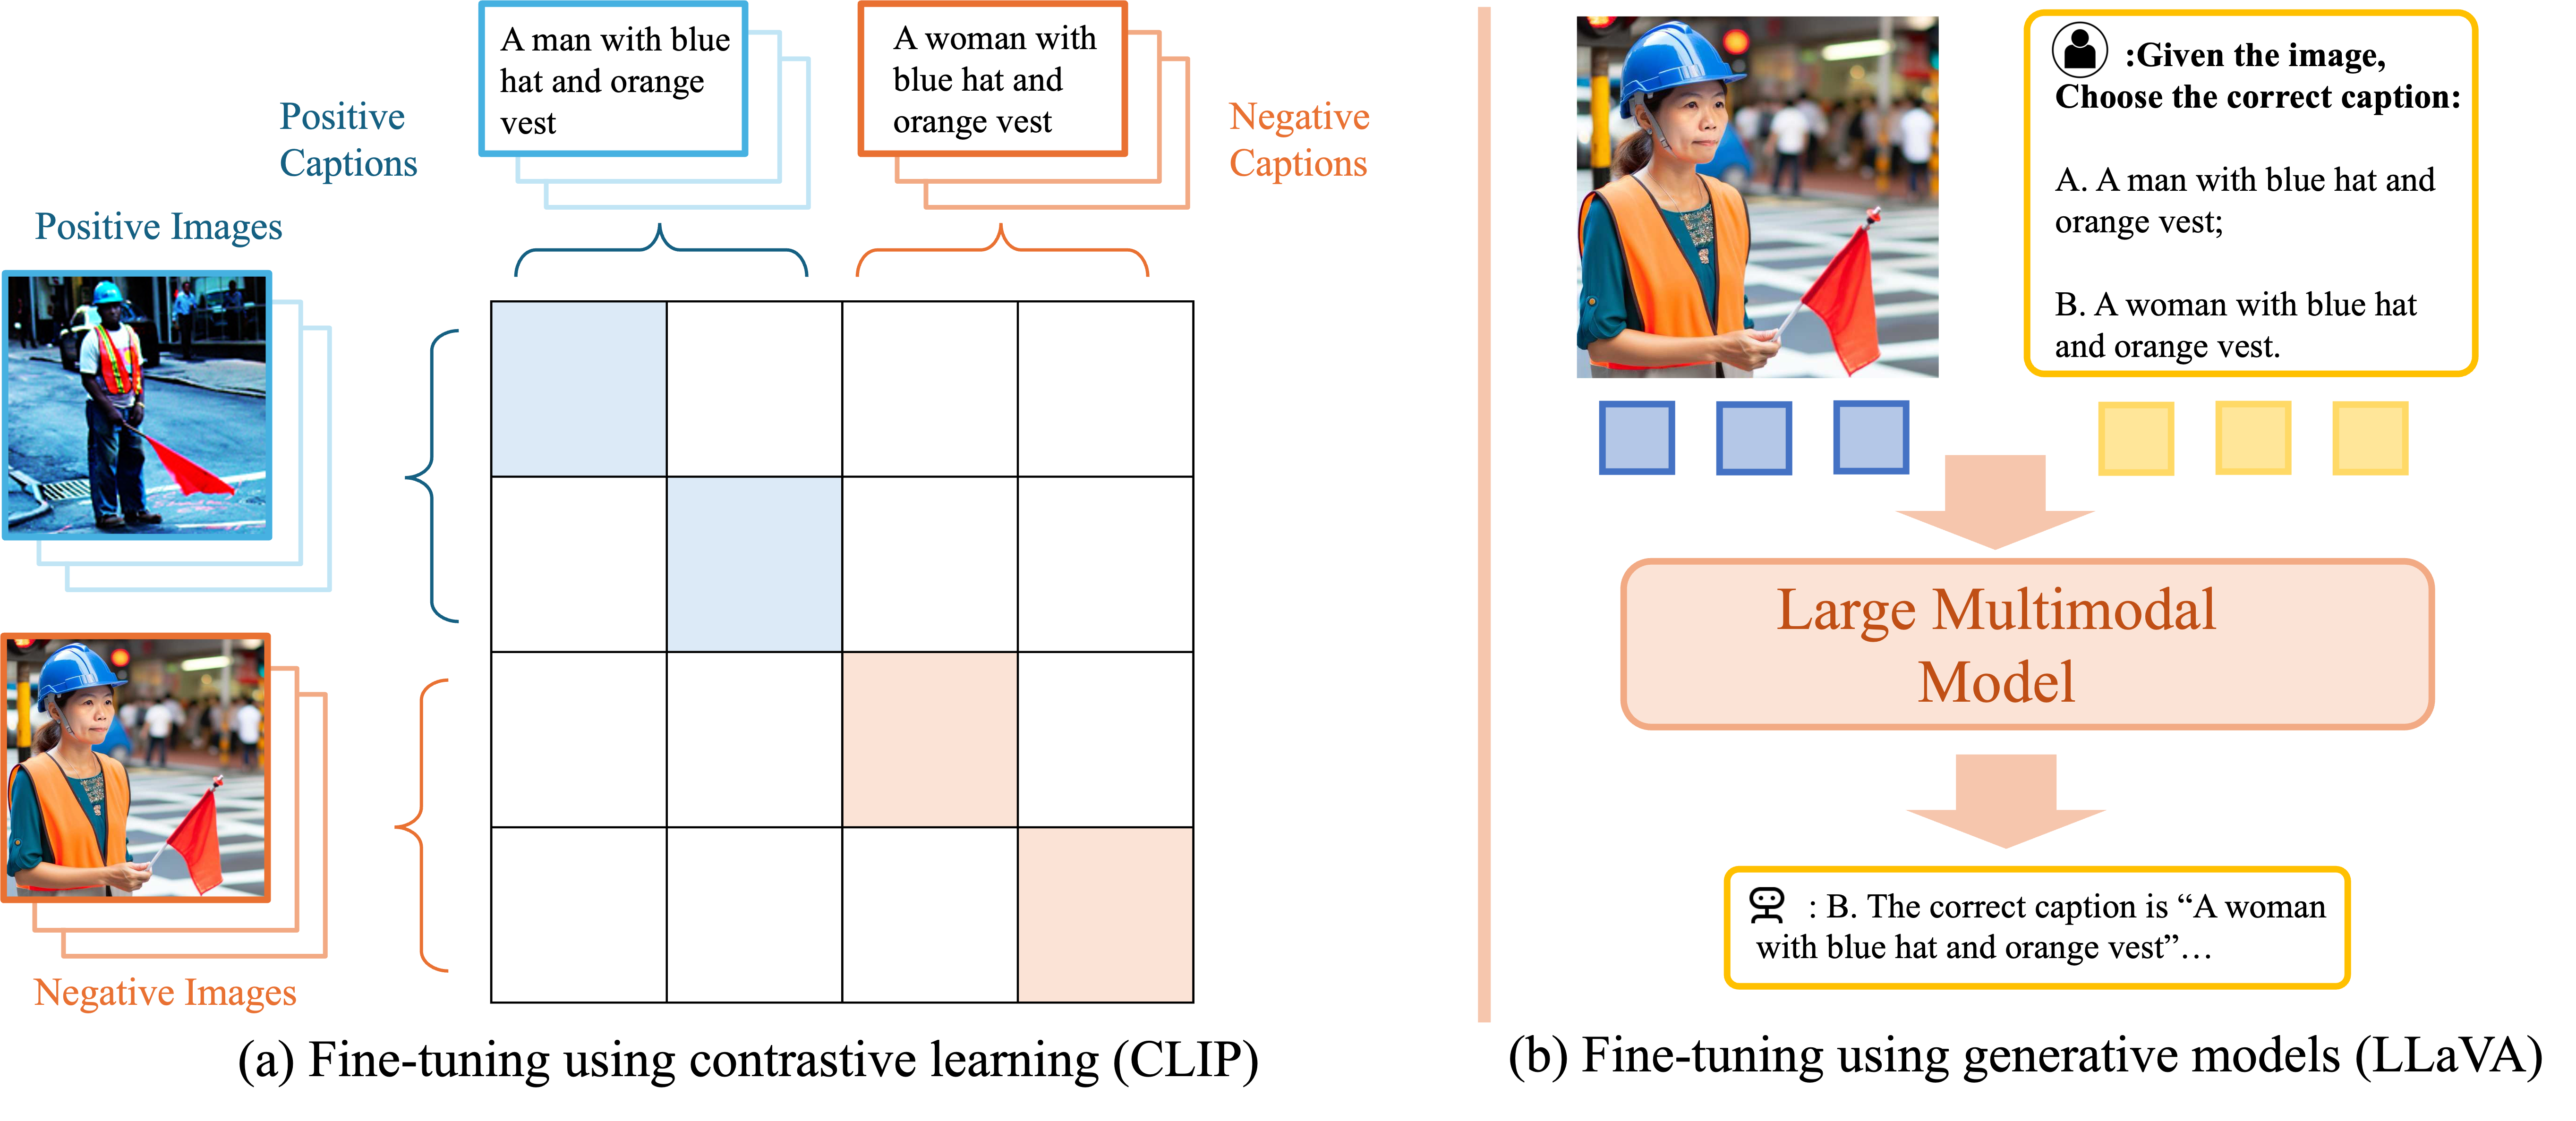 A man with blue
hat and orange
vest
A woman with
blue hat and
orange vest
Positive
Captions
Negative
Captions
Positive Images
Negative Images
(a) Fine-tuning using contrastive learning (CLIP)
:Given the image,
Choose the correct caption:
A. A man with blue hat and
orange vest;
B. A woman with blue hat
and orange vest.
Large Multimodal
Model
: B. The correct caption is “A woman
with blue hat and orange vest”…
(b) Fine-tuning using generative models (LLaVA)